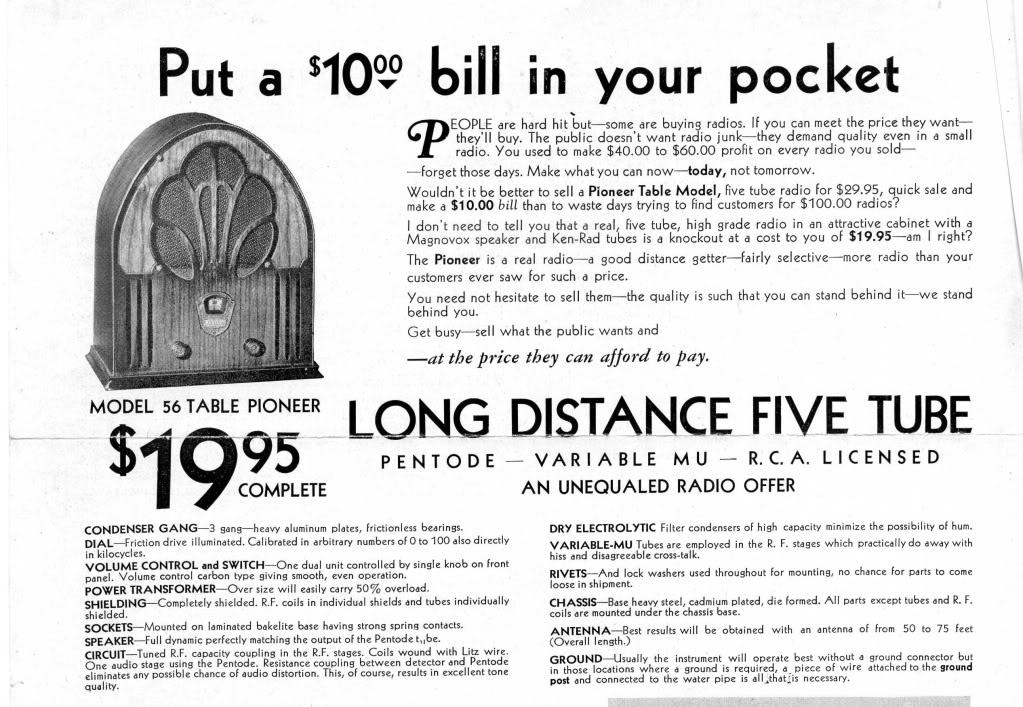 Put a $10.00 bill in your pocket
PEOPLE are hard hit but—some are buying radios. If you can meet the price they want—
they'll buy. The public doesn't want radio junk—they demand quality even in a small
radio. You used to make $40.00 to $60.00 profit on every radio you sold—
—forget those days. Make what you can now—today, not tomorrow.
Wouldn't it be better to sell a Pioneer Table Model, five tube radio for $29.95, quick sale and
make a $10.00 bill than to waste days trying to find customers for $100.00 radios?
I don't need to tell you that a real, five tube, high grade radio in an attractive cabinet with a
Magnovox speaker and Ken-Rad tubes is a knockout at a cost to you of $19.95—am I right?
The Pioneer is a real radio—a good distance getter—fairly selective—more radio than your
customers ever saw for such a price.
You need not hesitate to sell them—the quality is such that you can stand behind it—we stand
behind you.
Get busy—sell what the public wants and
—at the price they can afford to pay.
MODEL 56 TABLE PIONEER
$19.95
COMPLETE
LONG DISTANCE FIVE TUBE
PENTODE — VARIABLE MU — R.C.A. LICENSED
AN UNEQUALED RADIO OFFER
CONDENSER GANG—3 gang—heavy aluminum plates, frictionless bearings.
DIAL—Friction drive illuminated. Calibrated in arbitrary numbers of 0 to 100 also directly
in kilocycles.
VOLUME CONTROL and SWITCH—One dual unit controlled by single knob on front
panel. Volume control carbon type giving smooth, even operation.
POWER TRANSFORMER—Over size will easily carry 50% overload.
SHIELDING—Completely shielded. R.F. coils in individual shields and tubes individually
shielded.
SOCKETS—Mounted on laminated bakelite base having strong spring contacts.
SPEAKER—Full dynamic perfectly matching the output of the Pentode tube.
CIRCUIT—Tuned R.F. capacity coupling in the R.F. stages. Coils wound with Litz wire.
One audio stage using the Pentode. Resistance coupling between detector and Pentode
eliminates any possible chance of audio distortion. This, of course, results in excellent tone
quality.
DRY ELECTROLYTIC Filter condensers of high capacity minimize the possibility of hum.
VARIABLE-MU Tubes are employed in the R. F. stages which practically do away with
hiss and disagreeable cross-talk.
RIVETS—And lock washers used throughout for mounting, no chance for parts to come
loose in shipment.
CHASSIS—Base heavy steel, cadmium plated, die formed. All parts except tubes and R. F.
coils are mounted under the chassis base.
ANTENNA—Best results will be obtained with an antenna of from 50 to 75 feet
(Overall length.)
GROUND—Usually the instrument will operate best without a ground connector but
in those locations where a ground is required, a piece of wire attached to the ground
post and connected to the water pipe is all that is necessary.